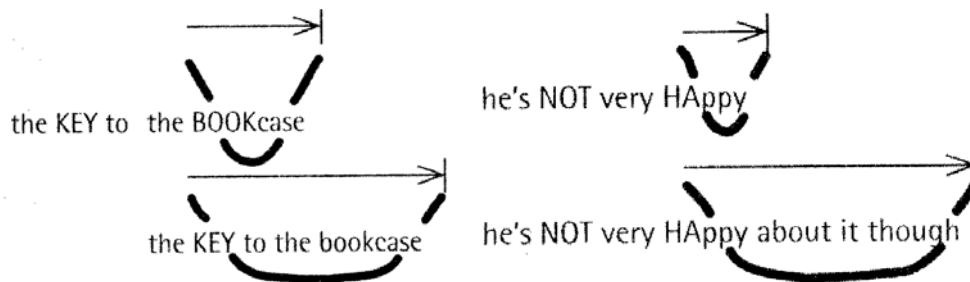 the KEY to the BOOKcase
he's NOT very HAppy
the KEY to the bookcase
he's NOT very HAppy about it though